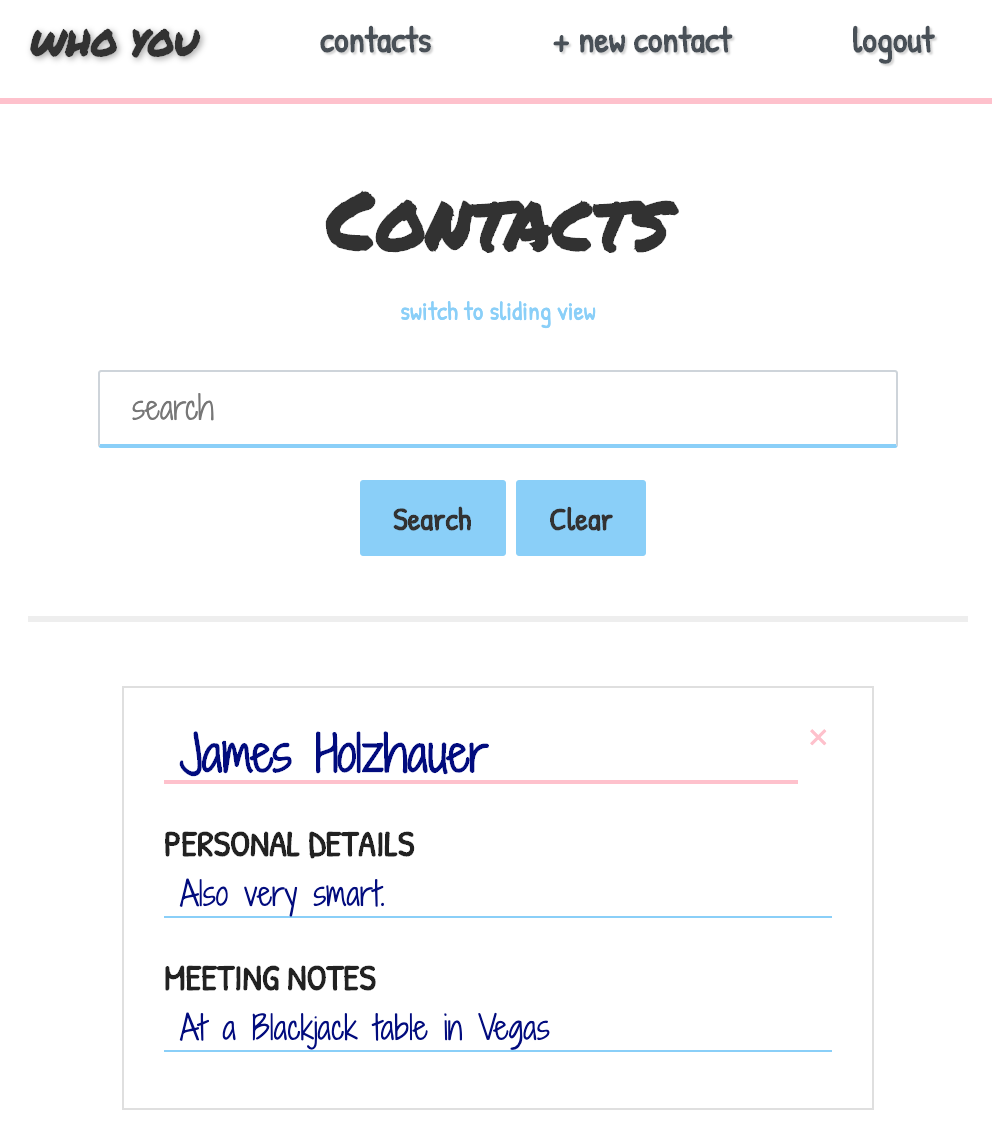 WHO YOU
contacts
+ new contact
logout
CONTACTS
switch to sliding view
search
Search
Clear
James Holzhauer
×
PERSONAL DETAILS
Also very smart.
MEETING NOTES
At a Blackjack table in Vegas